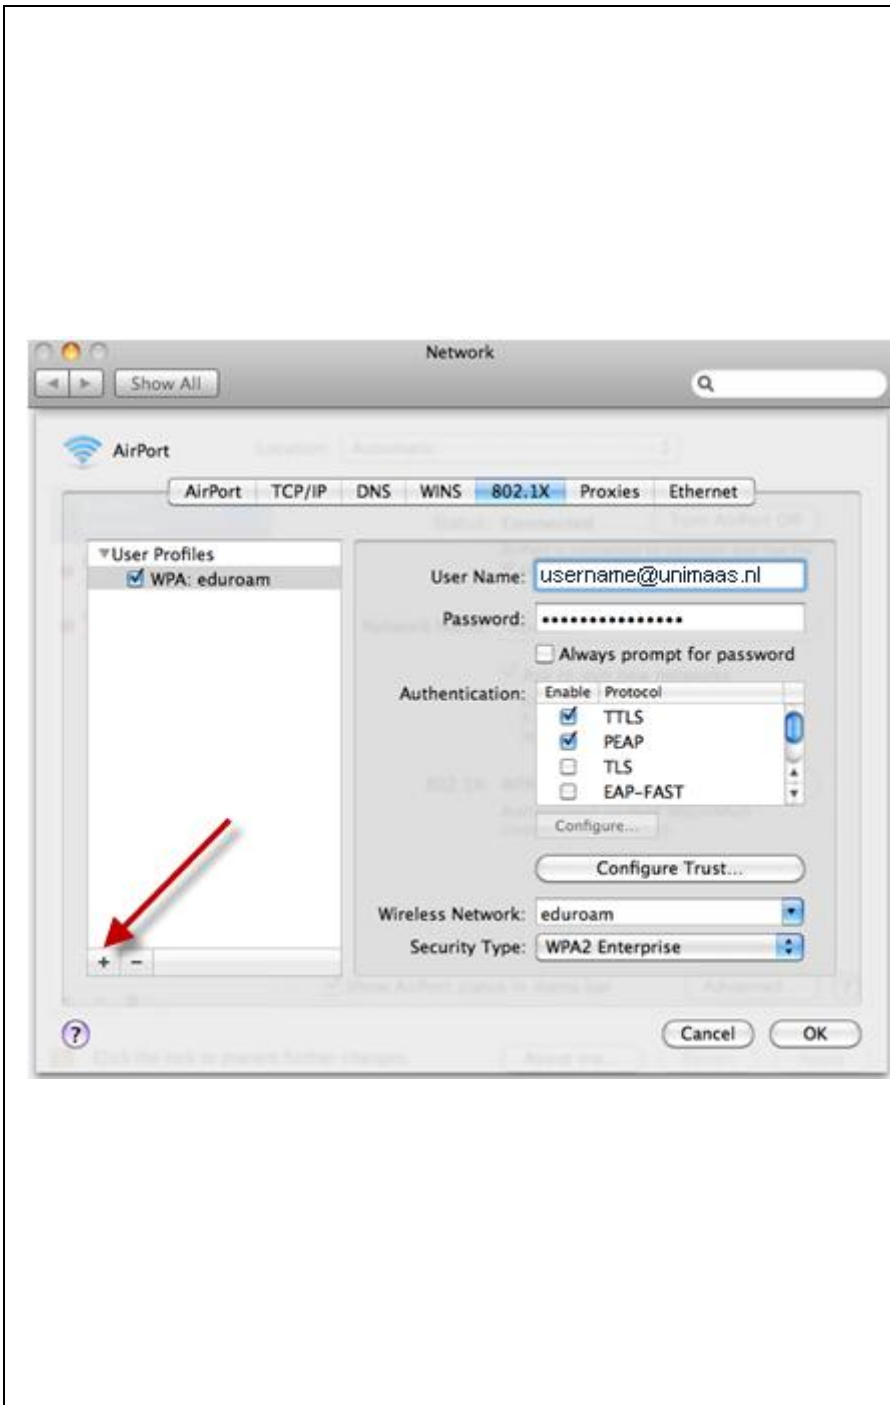 Network
Show All
AirPort
AirPort TCP/IP DNS WINS 802.1X Proxies Ethernet
User Profiles
WPA: eduroam
+ −
User Name: username@unimaas.nl
Password: •••••••••••••••
Always prompt for password
Authentication:
Enable Protocol
TTLS
PEAP
TLS
EAP-FAST
Configure...
Configure Trust...
Wireless Network: eduroam
Security Type: WPA2 Enterprise
?
Cancel OK